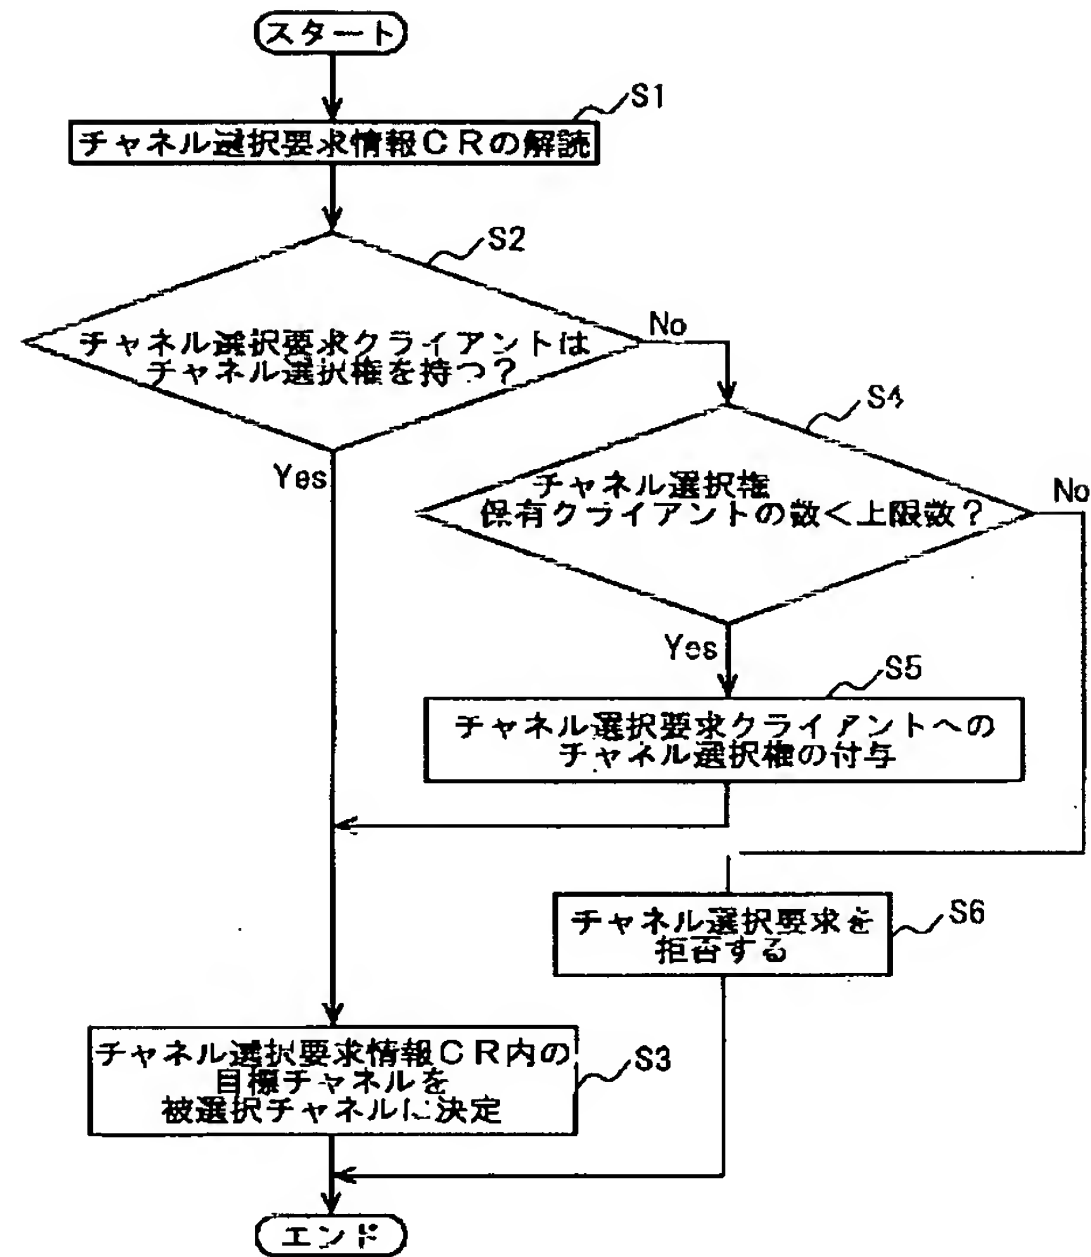 スタート
S1
チャネル選択要求情報CRの解読
S2
チャネル選択要求クライアントは
チャネル選択権を持つ？
No
Yes
S4
チャネル選択権
保有クライアントの数＜上限数？
No
Yes
S5
チャネル選択要求クライアントへの
チャネル選択権の付与
チャネル選択要求を
拒否する
S6
チャネル選択要求情報CR内の
目標チャネルを
被選択チャネルに決定
S3
エンド